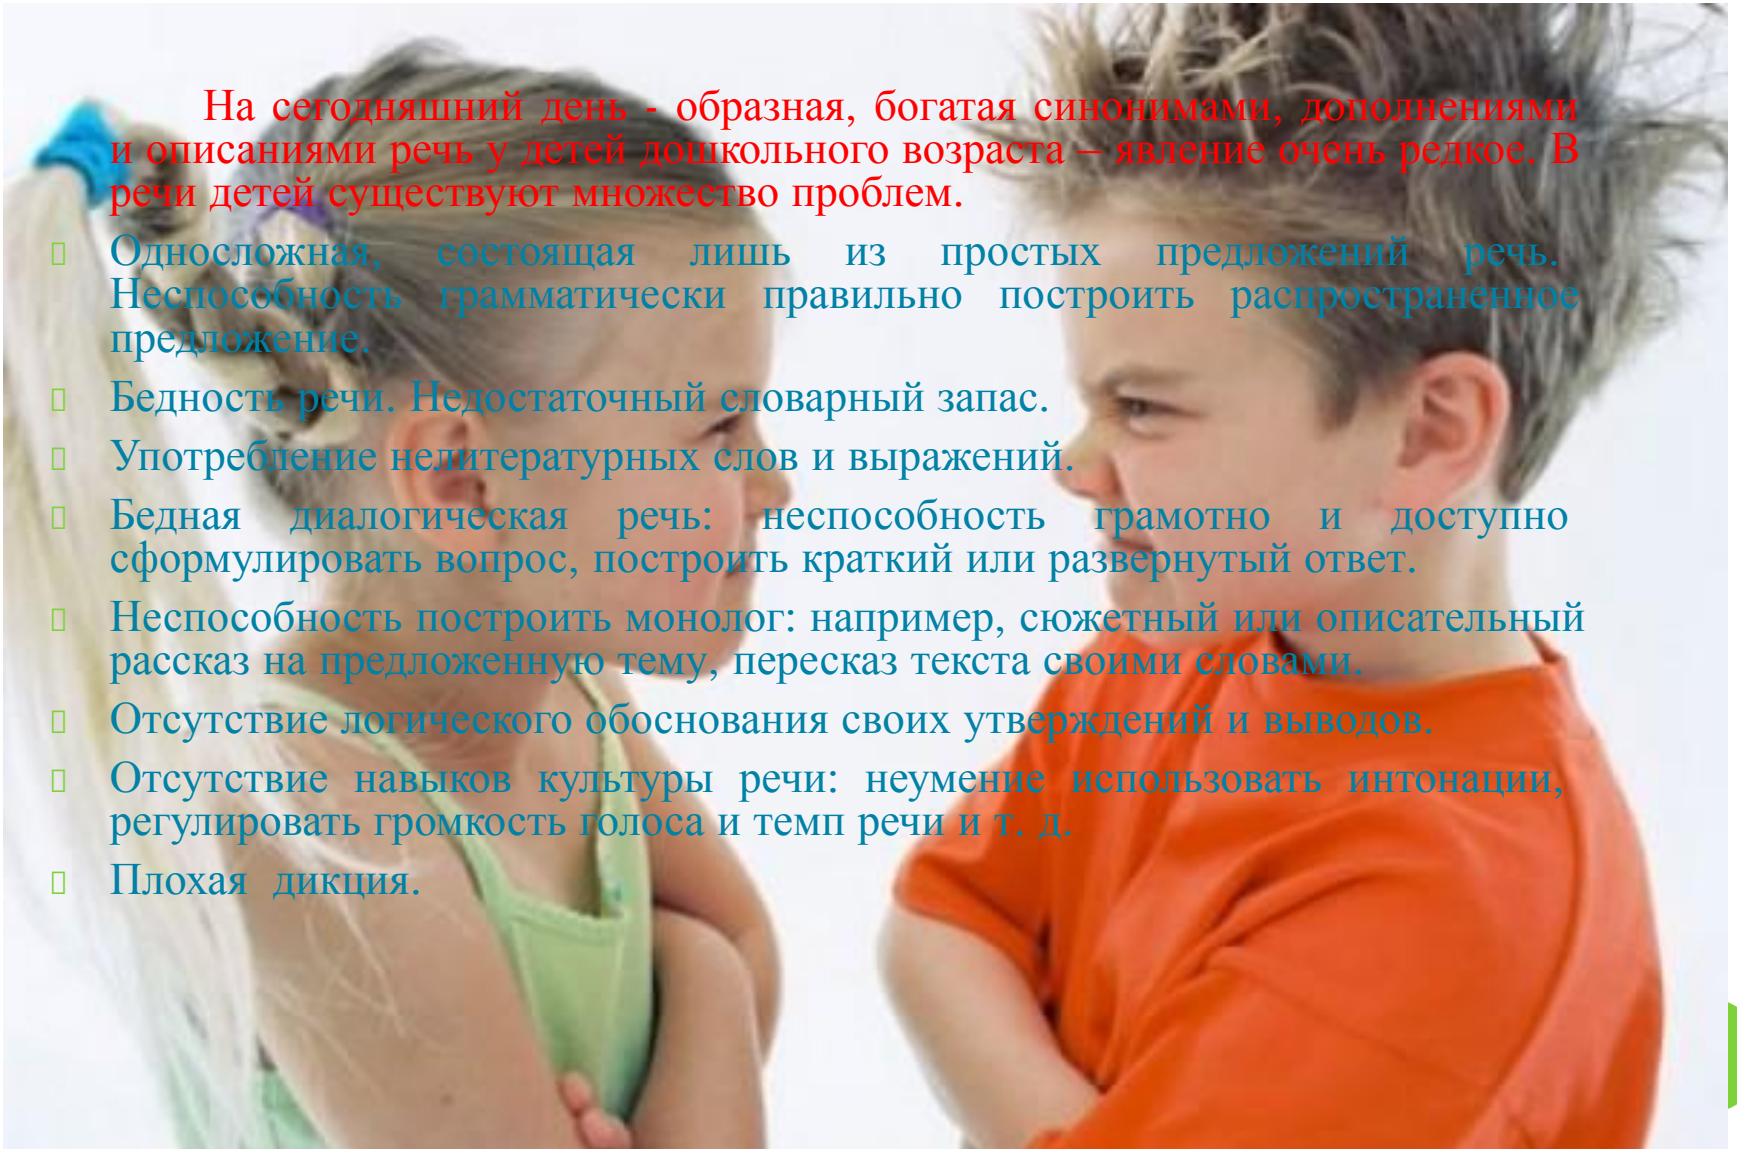 На сегодняшний день - образная, богатая синонимами, дополнениями
и описаниями речь у детей дошкольного возраста – явление очень редкое. В
речи детей существуют множество проблем.
Односложная, состоящая лишь из простых предложений речь.
Неспособность грамматически правильно построить распространенное
предложение.
Бедность речи. Недостаточный словарный запас.
Употребление нелитературных слов и выражений.
Бедная диалогическая речь: неспособность грамотно и доступно
сформулировать вопрос, построить краткий или развернутый ответ.
Неспособность построить монолог: например, сюжетный или описательный
рассказ на предложенную тему, пересказ текста своими словами.
Отсутствие логического обоснования своих утверждений и выводов.
Отсутствие навыков культуры речи: неумение использовать интонации,
регулировать громкость голоса и темп речи и т. д.
Плохая дикция.